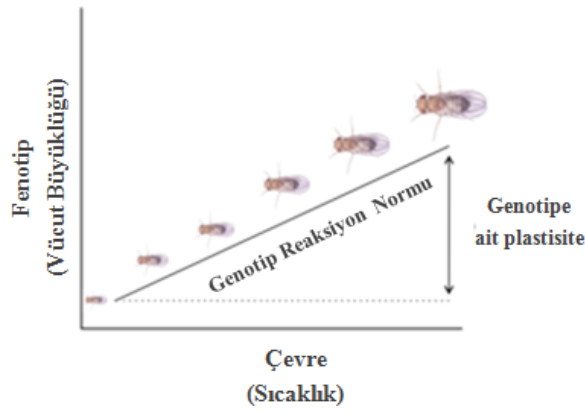 Fenotip
(Vücut Büyüklüğü)
Genotip Reaksiyon Normu
Genotipe
ait plastisite
Çevre
(Sıcaklık)